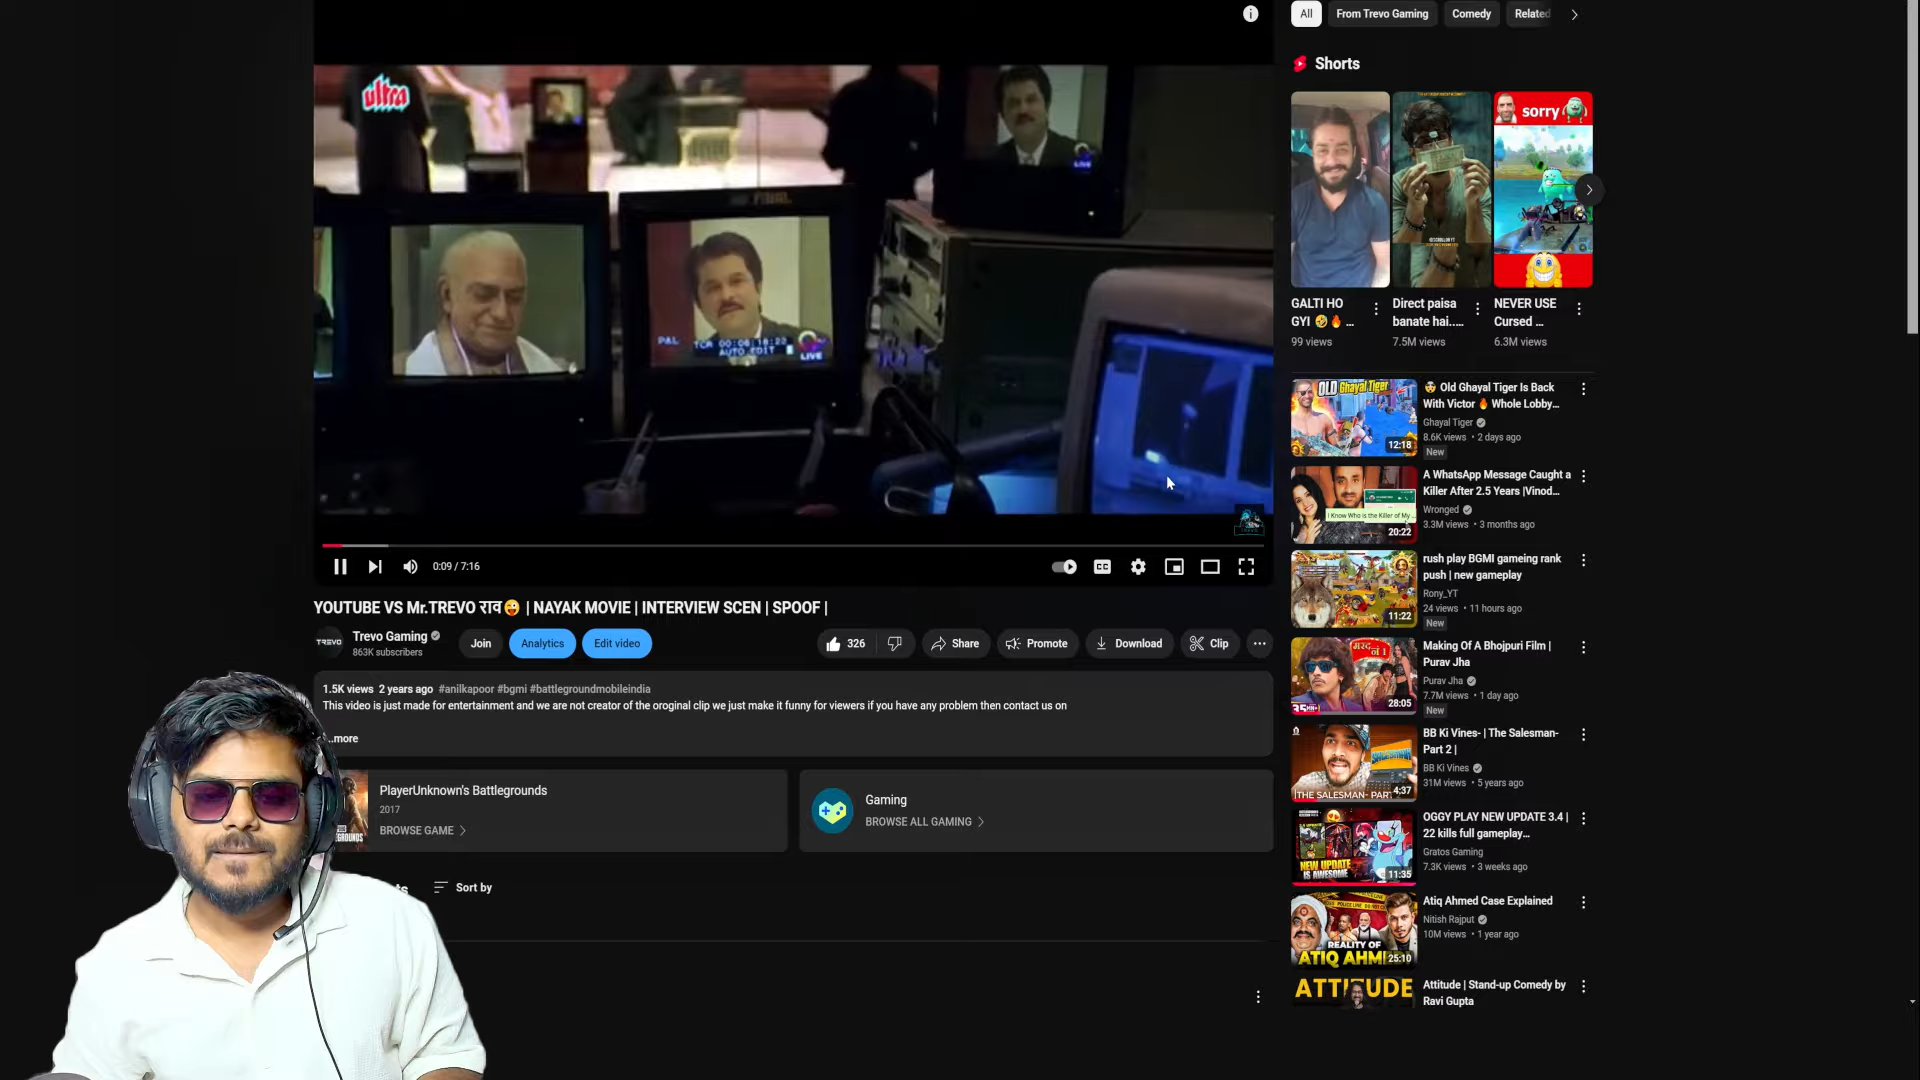 ultra
FINAL
P&L
TCR 00:06:18:22
AUTO EDIT
LIVE
0:09 / 7:16
CC
YOUTUBE VS Mr.TREVO राव😜 | NAYAK MOVIE | INTERVIEW SCEN | SPOOF |
TREVO
Trevo Gaming
863K subscribers
Join
Analytics
Edit video
326
Share
Promote
Download
Clip
1.5K views 2 years ago #anilkapoor #bgmi #battlegroundmobileindia
This video is just made for entertainment and we are not creator of the oroginal clip we just make it funny for viewers if you have any problem then contact us on
...more
PlayerUnknown's Battlegrounds
2017
BROWSE GAME
Gaming
BROWSE ALL GAMING
Sort by
All
From Trevo Gaming
Comedy
Related
Shorts
sorry
GALTI HO
GYI 🤣🔥 ...
99 views
Direct paisa
banate hai....
7.5M views
NEVER USE
Cursed ...
6.3M views
OLD Ghayal Tiger
12:18
🤯 Old Ghayal Tiger Is Back
With Victor 🔥 Whole Lobby...
Ghayal Tiger
8.6K views • 2 days ago
New
I Know Who is the Killer of My ...
20:22
A WhatsApp Message Caught a
Killer After 2.5 Years |Vinod...
Wronged
3.3M views • 3 months ago
11:22
rush play BGMI gameing rank
push | new gameplay
Rony_YT
24 views • 11 hours ago
New
28:05
Making Of A Bhojpuri Film |
Purav Jha
Purav Jha
7.7M views • 1 day ago
New
THE SALESMAN- PART
4:37
BB Ki Vines- | The Salesman-
Part 2 |
BB Ki Vines
31M views • 5 years ago
NEW UPDATE
IS AWESOME
11:35
OGGY PLAY NEW UPDATE 3.4 |
22 kills full gameplay...
Gratos Gaming
7.3K views • 3 weeks ago
REALITY OF
ATIQ AHM
25:10
Atiq Ahmed Case Explained
Nitish Rajput
10M views • 1 year ago
ATTITUDE
Attitude | Stand-up Comedy by
Ravi Gupta